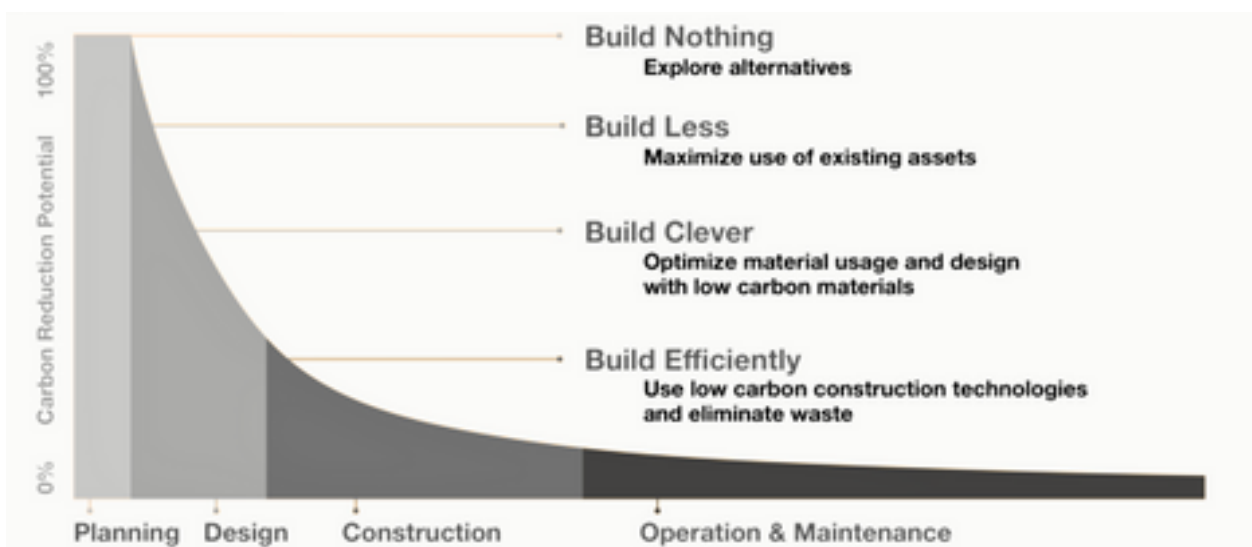 100%
Carbon Reduction Potential
0%
Build Nothing
Explore alternatives
Build Less
Maximize use of existing assets
Build Clever
Optimize material usage and design
with low carbon materials
Build Efficiently
Use low carbon construction technologies
and eliminate waste
Planning
Design
Construction
Operation & Maintenance